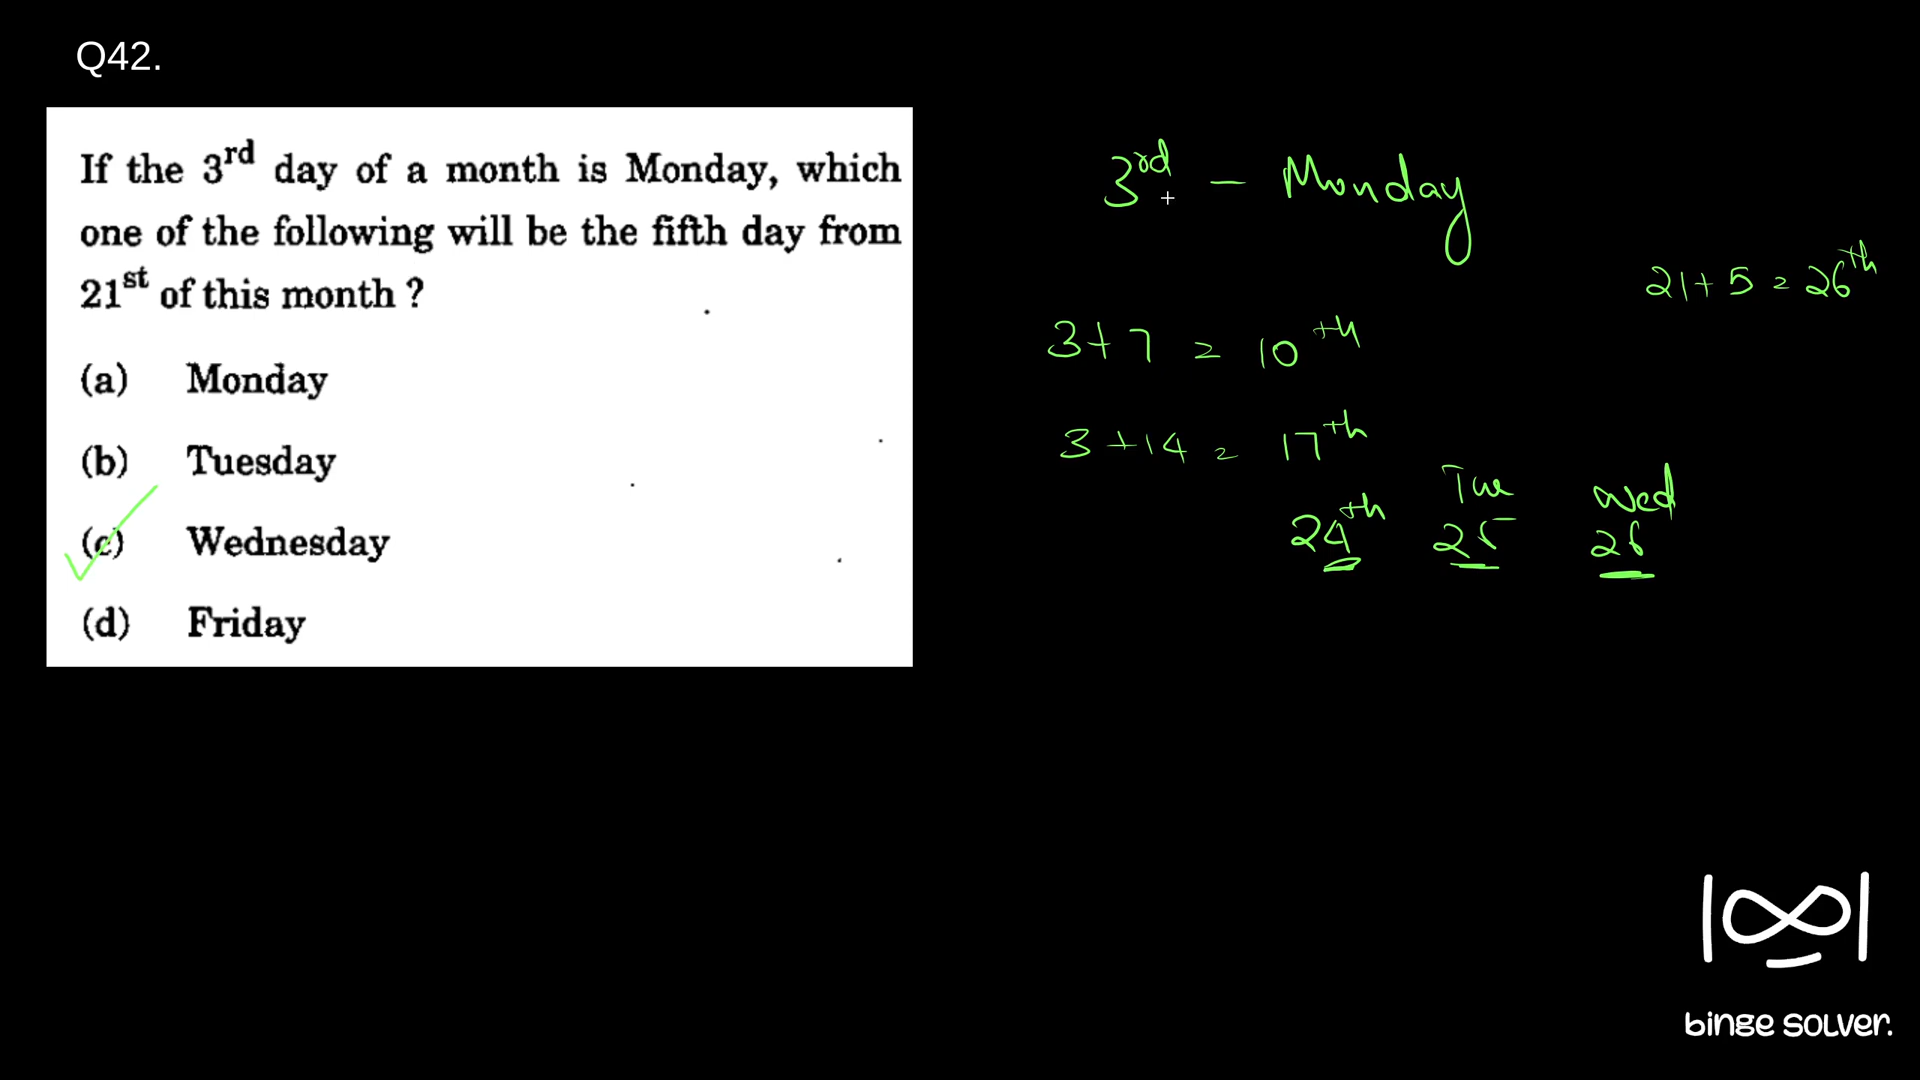 Q42.
If the 3rd day of a month is Monday, which
one of the following will be the fifth day from
21st of this month ?
(a) Monday
(b) Tuesday
(c) Wednesday
(d) Friday
3rd - Monday
21+5=26th
3+7 = 10th
3+14 = 17th
Tue Wed
24th 25 26
binge solver.